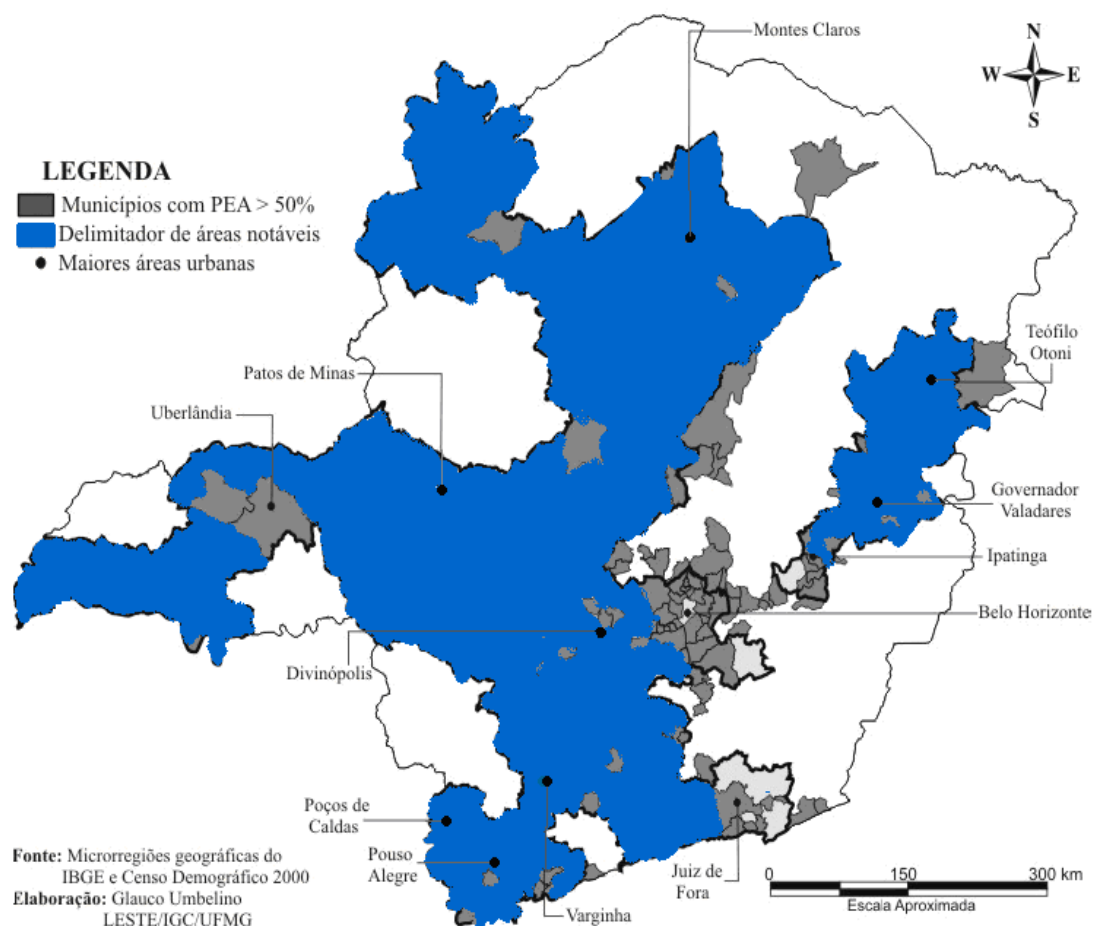 Montes Claros
N
W E
S
LEGENDA
Municípios com PEA > 50%
Delimitador de áreas notáveis
Maiores áreas urbanas
Teófilo
Otoni
Patos de Minas
Uberlândia
Governador
Valadares
Ipatinga
Belo Horizonte
Divinópolis
Poços de
Caldas
Pouso
Alegre
Varginha
Juiz de
Fora
Fonte: Microrregiões geográficas do
IBGE e Censo Demográfico 2000
Elaboração: Glauco Umbelino
LESTE/IGC/UFMG
0 150 300 km
Escala Aproximada